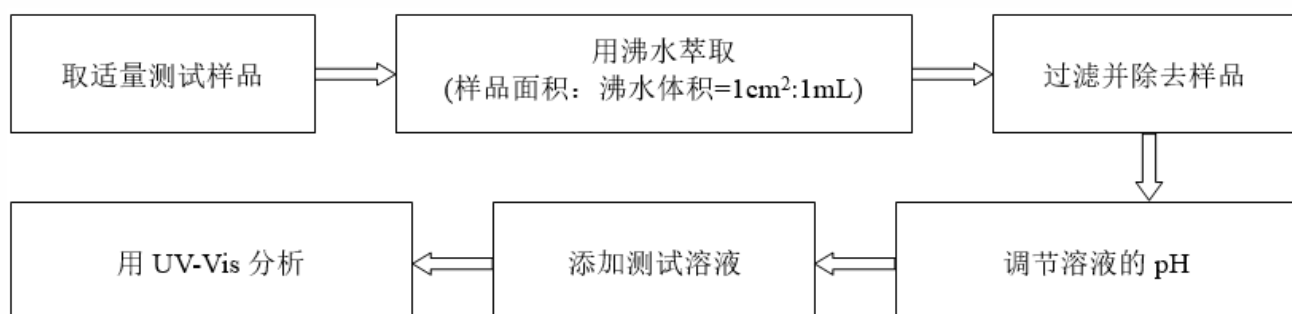 取适量测试样品
用沸水萃取
(样品面积：沸水体积=1cm²:1mL)
过滤并除去样品
调节溶液的 pH
添加测试溶液
用 UV-Vis 分析